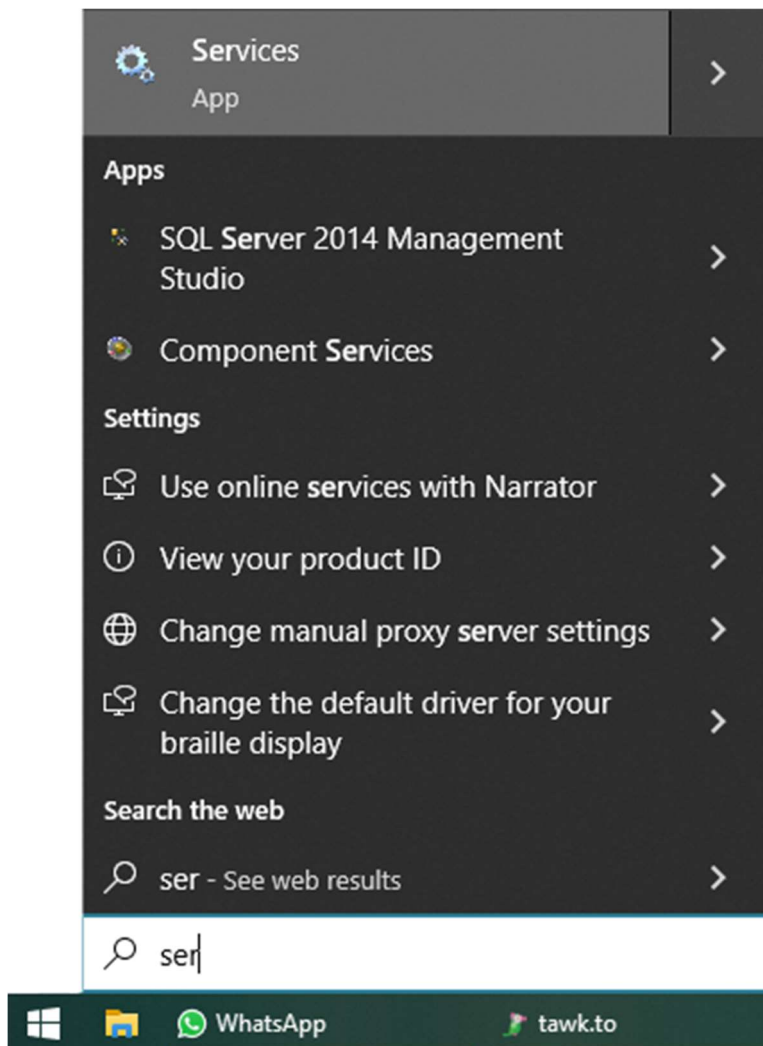 Services
App
Apps
SQL Server 2014 Management
Studio
Component Services
Settings
Use online services with Narrator
View your product ID
Change manual proxy server settings
Change the default driver for your
braille display
Search the web
ser - See web results
ser
WhatsApp
tawk.to